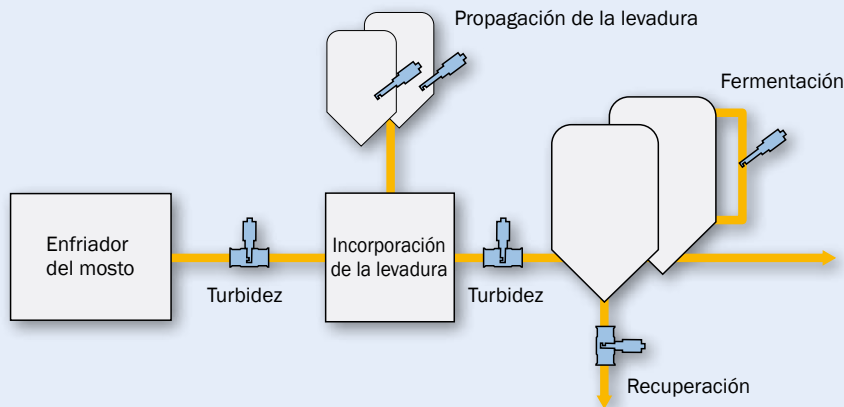 Propagación de la levadura
Fermentación
Enfriador
del mosto
Turbidez
Incorporación
de la levadura
Turbidez
Recuperación